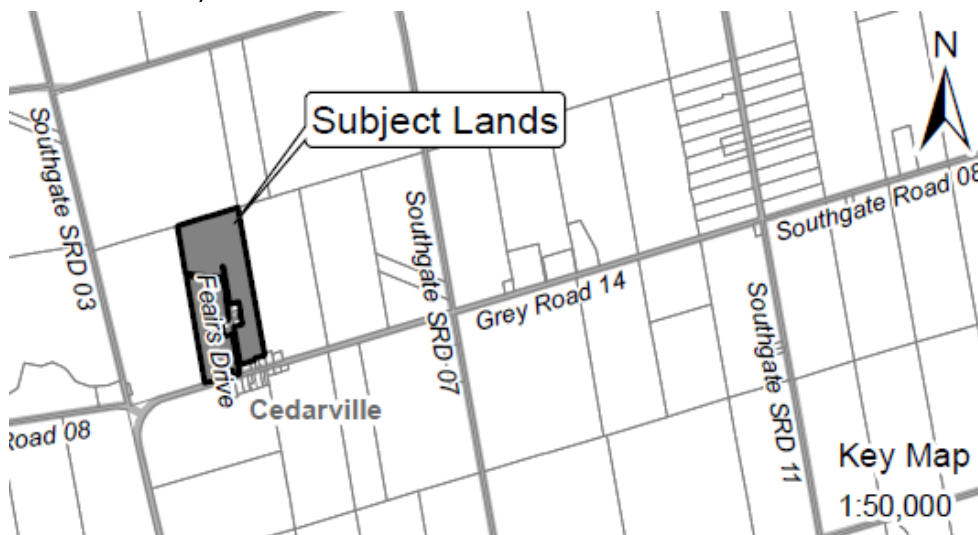 N
Subject Lands
Southgate SRD 03
Southgate SRD 07
Southgate Road 08
Feairs Drive
Grey Road 14
Southgate SRD 11
Cedarville
Road 08
Key Map
1:50,000